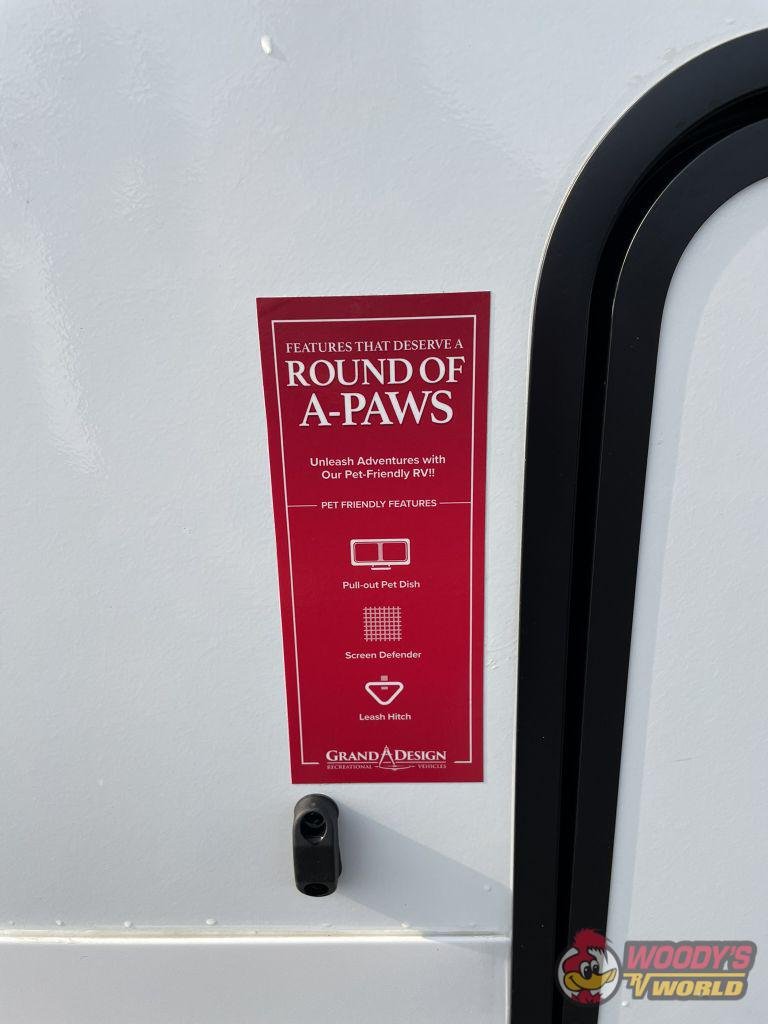 FEATURES THAT DESERVE A
ROUND OF
A-PAWS
Unleash Adventures with
Our Pet-Friendly RV!!
PET FRIENDLY FEATURES
Pull-out Pet Dish
Screen Defender
Leash Hitch
GRAND DESIGN
RECREATIONAL VEHICLES
WOODY'S
RV WORLD